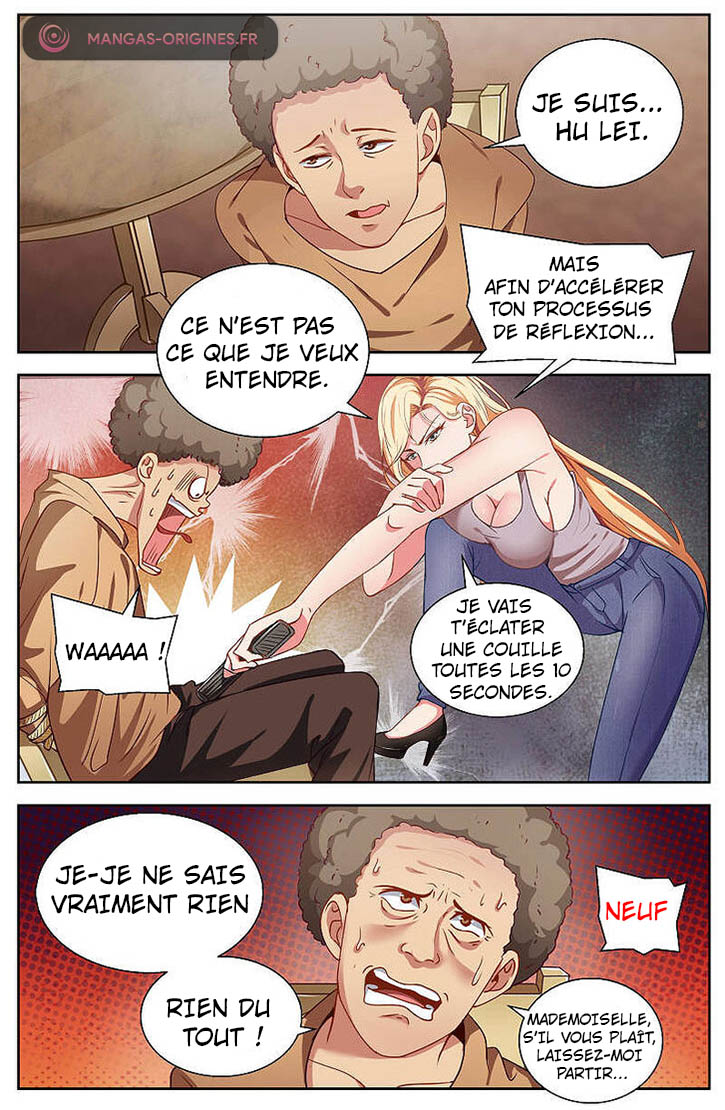 MANGAS-ORIGINES.FR
JE SUIS...
HU LEI.
CE N'EST PAS
CE QUE JE VEUX
ENTENDRE.
MAIS
AFIN D'ACCÉLÉRER
TON PROCESSUS
DE RÉFLEXION...
WAAAAA !
JE VAIS
T'ÉCLATER
UNE COUILLE
TOUTES LES 10
SECONDES.
JE-JE NE SAIS
VRAIMENT RIEN
NEUF
RIEN DU
TOUT !
MADEMOISELLE,
S'IL VOUS PLAÎT,
LAISSEZ-MOI
PARTIR...